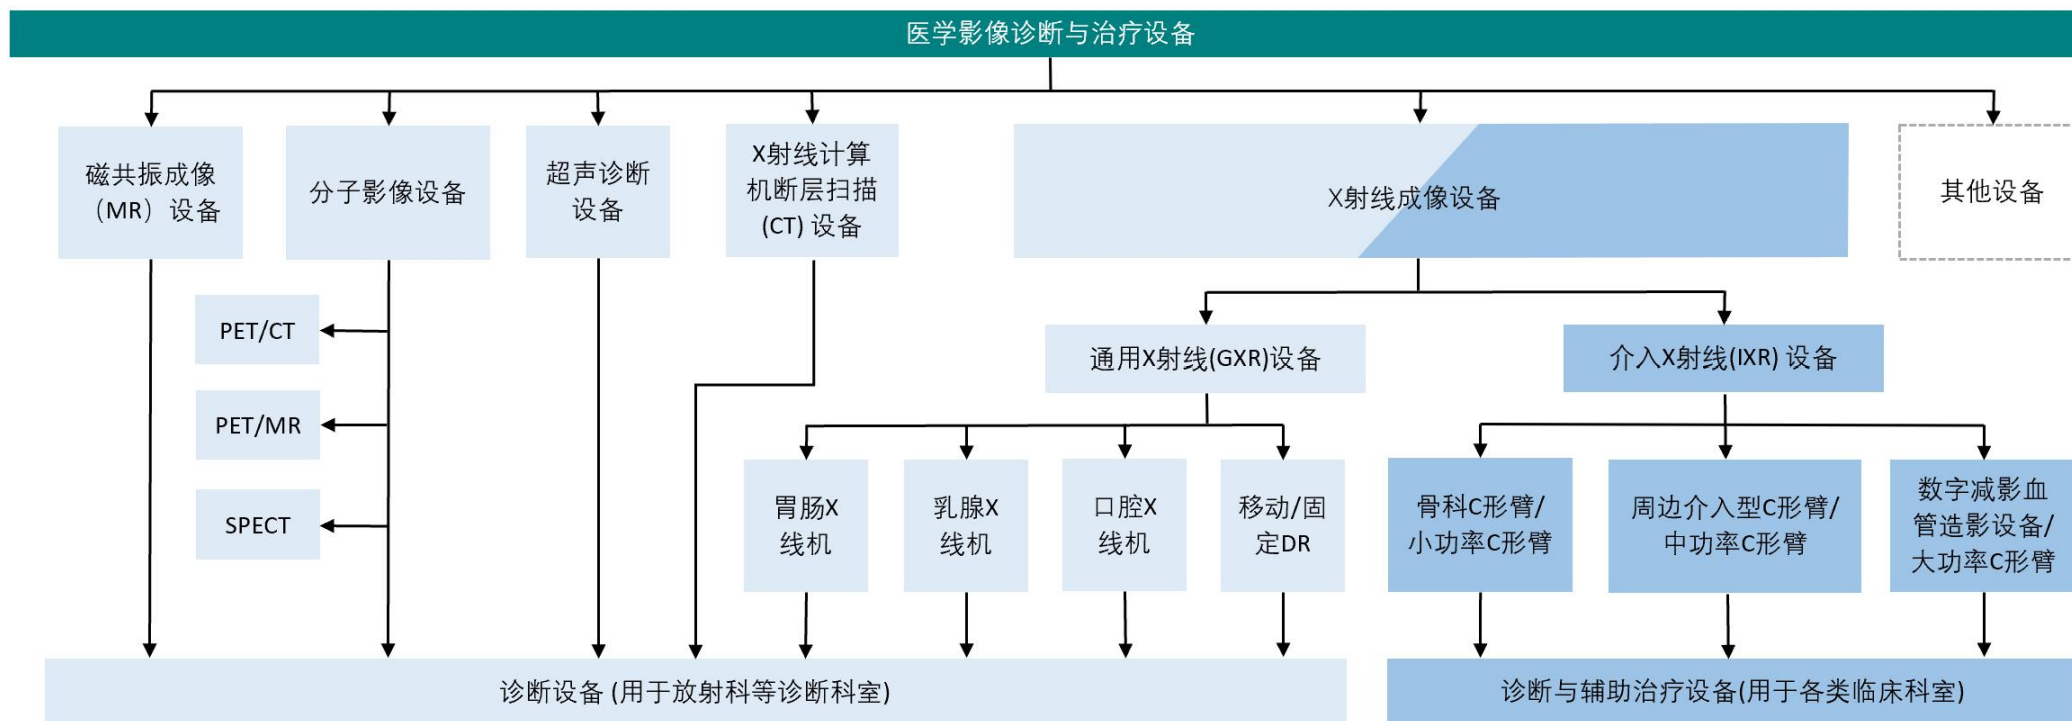 医学影像诊断与治疗设备
磁共振成像
（MR）设备
分子影像设备
超声诊断
设备
X射线计算
机断层扫描
(CT) 设备
X射线成像设备
其他设备
PET/CT
PET/MR
SPECT
通用X射线(GXR)设备
介入X射线(IXR) 设备
胃肠X
线机
乳腺X
线机
口腔X
线机
移动/固
定DR
骨科C形臂/
小功率C形臂
周边介入型C形臂/
中功率C形臂
数字减影血
管造影设备/
大功率C形臂
诊断设备 (用于放射科等诊断科室)
诊断与辅助治疗设备(用于各类临床科室)